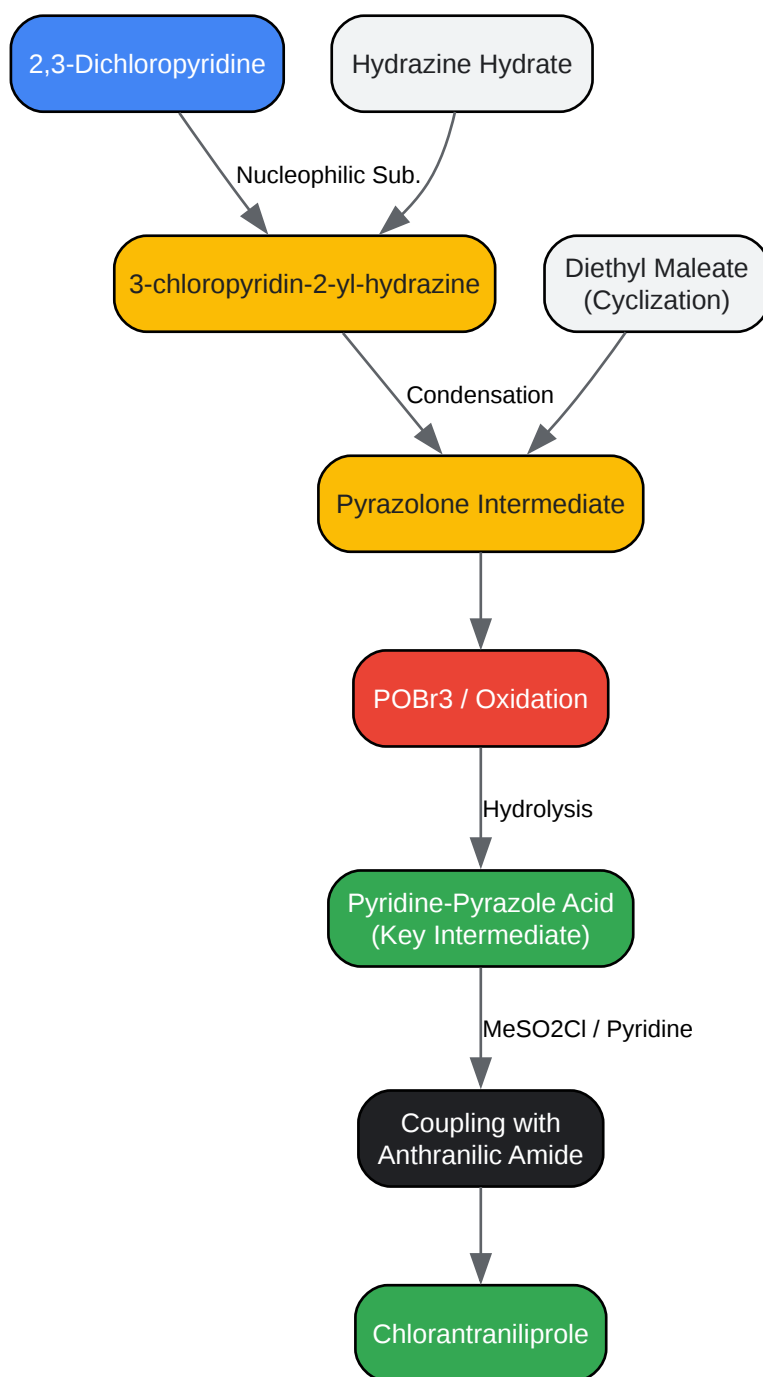 2,3-Dichloropyridine
Hydrazine Hydrate
Nucleophilic Sub.
3-chloropyridin-2-yl-hydrazine
Diethyl Maleate
(Cyclization)
Condensation
Pyrazolone Intermediate
POBr3 / Oxidation
Hydrolysis
Pyridine-Pyrazole Acid
(Key Intermediate)
MeSO2Cl / Pyridine
Coupling with
Anthranilic Amide
Chlorantraniliprole